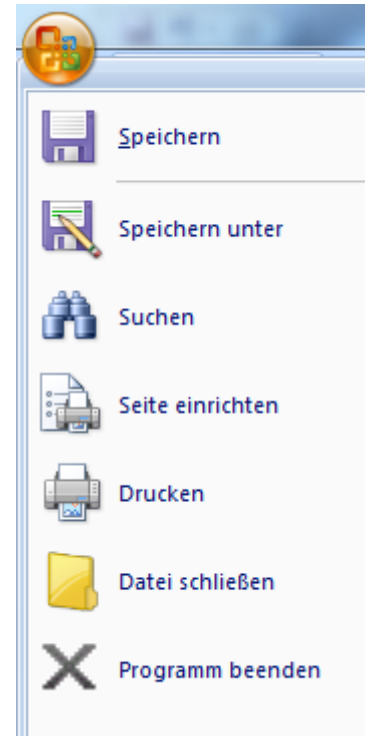 Speichern
Speichern unter
Suchen
Seite einrichten
Drucken
Datei schließen
Programm beenden